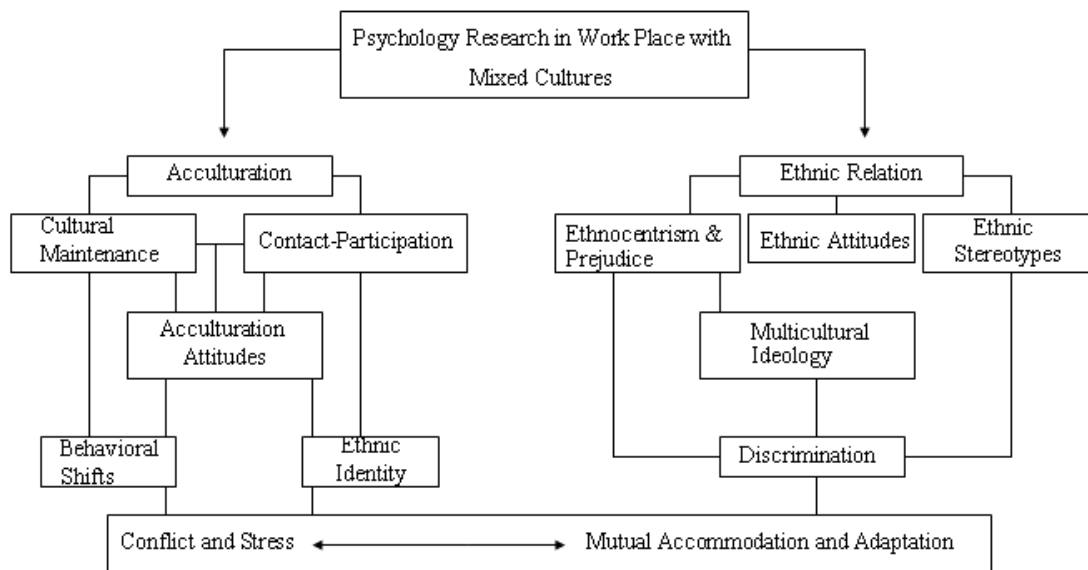 Psychology Research in Work Place with
Mixed Cultures
Acculturation
Ethnic Relation
Cultural
Maintenance
Contact-Participation
Ethnocentrism &
Prejudice
Ethnic Attitudes
Ethnic
Stereotypes
Acculturation
Attitudes
Multicultural
Ideology
Behavioral
Shifts
Ethnic
Identity
Discrimination
Conflict and Stress
Mutual Accommodation and Adaptation